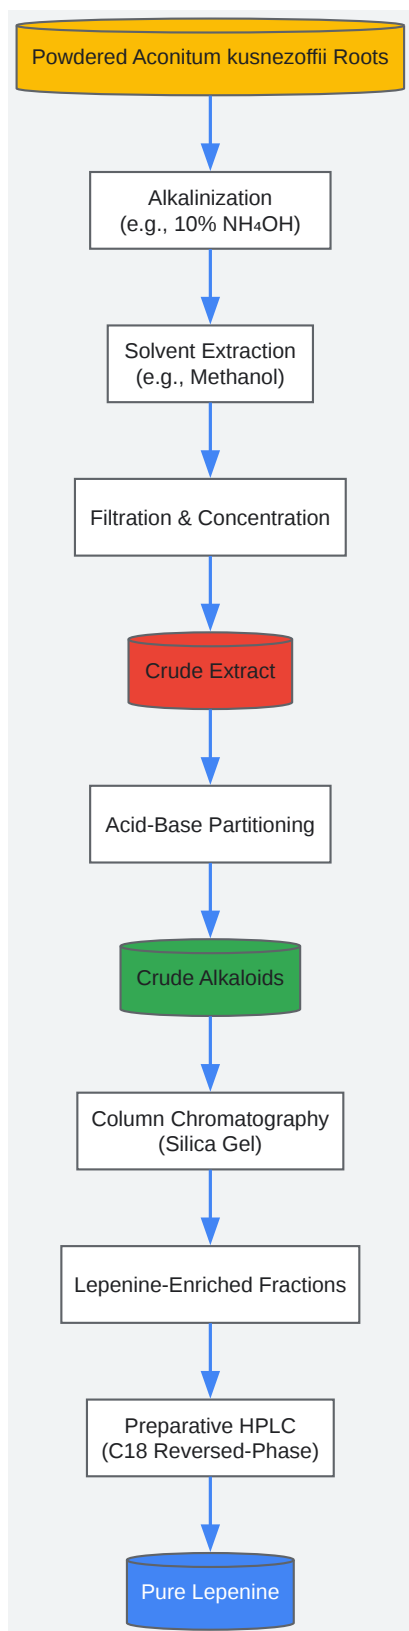 Powdered Aconitum kusnezoffii Roots
Alkalinization
(e.g., 10% NH₄OH)
Solvent Extraction
(e.g., Methanol)
Filtration & Concentration
Crude Extract
Acid-Base Partitioning
Crude Alkaloids
Column Chromatography
(Silica Gel)
Lepenine-Enriched Fractions
Preparative HPLC
(C18 Reversed-Phase)
Pure Lepenine